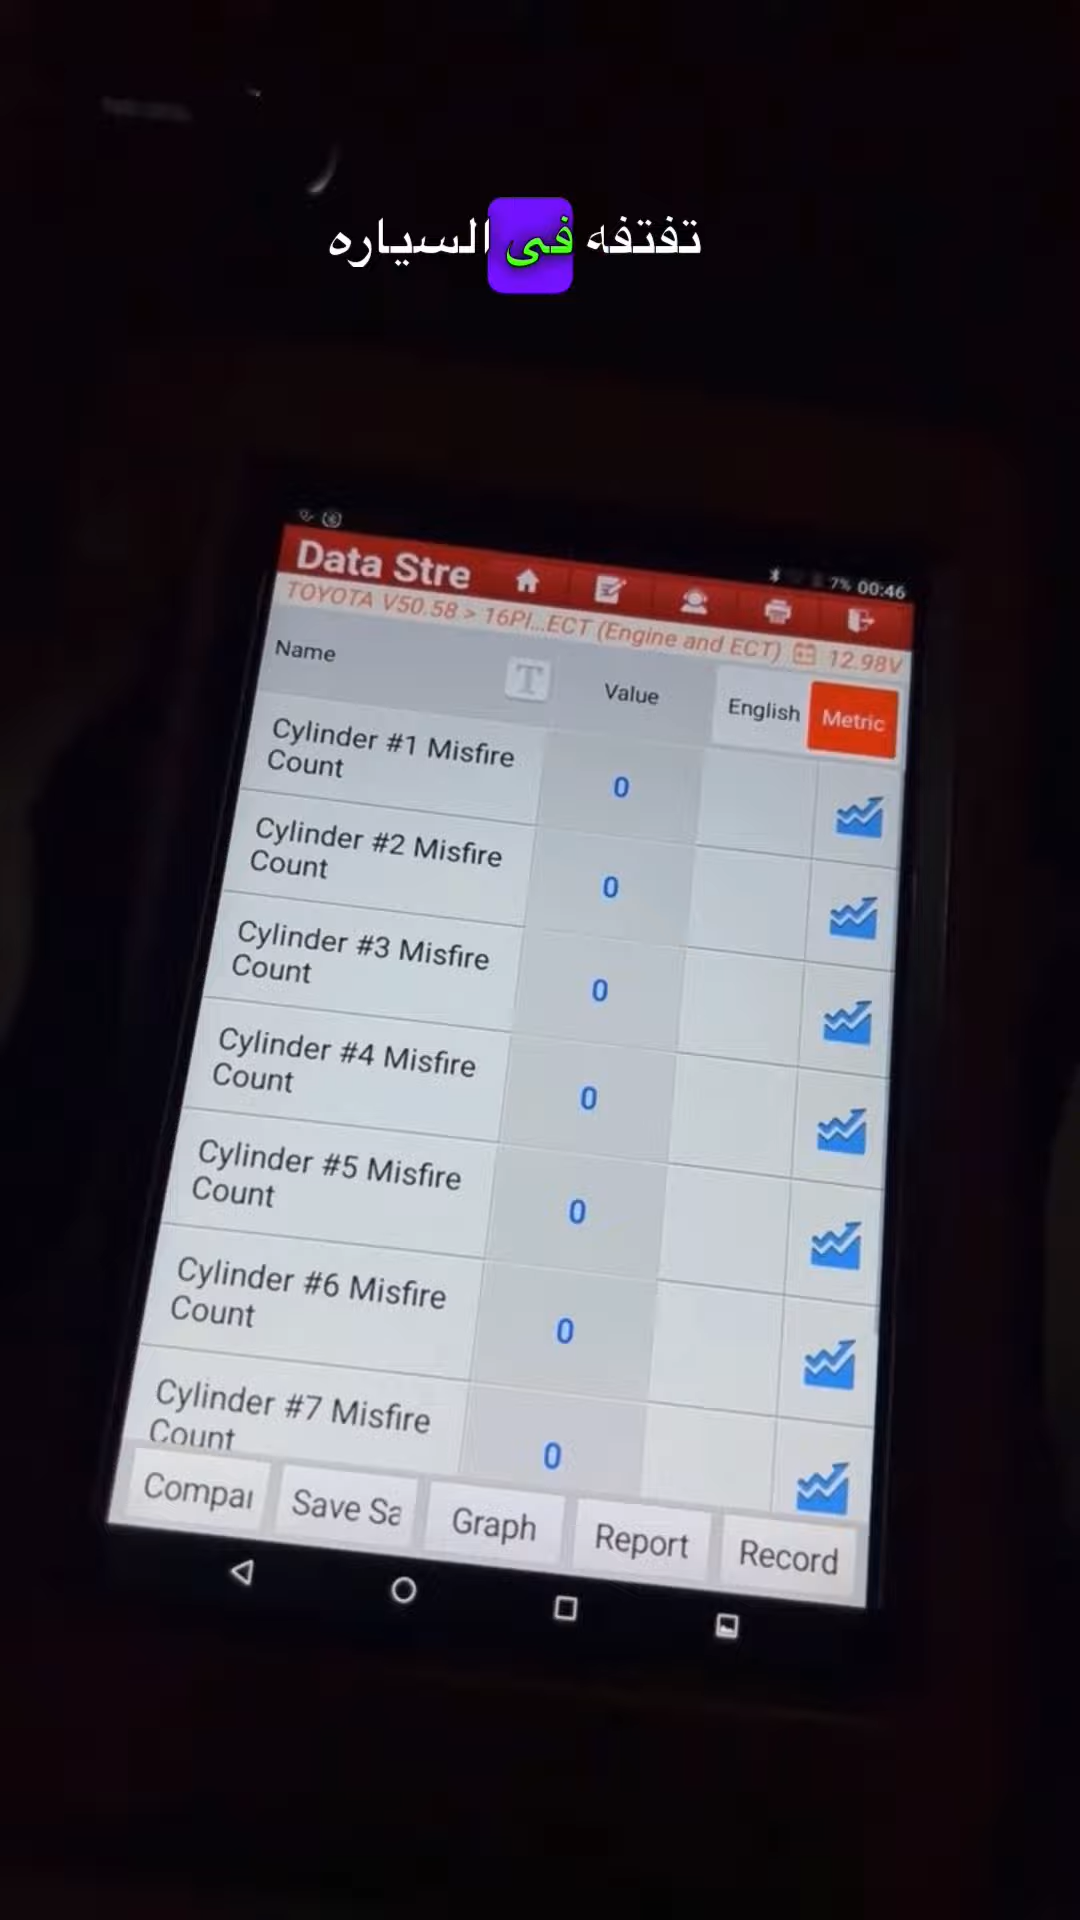 تفتفه في السياره
7% 00:46
Data Stre
TOYOTA V50.58 > 16PI...ECT (Engine and ECT) 12.98V
Name T Value English Metric
Cylinder #1 Misfire
Count
0
Cylinder #2 Misfire
Count
0
Cylinder #3 Misfire
Count
0
Cylinder #4 Misfire
Count
0
Cylinder #5 Misfire
Count
0
Cylinder #6 Misfire
Count
0
Cylinder #7 Misfire
Count
0
Compar Save Sa Graph Report Record